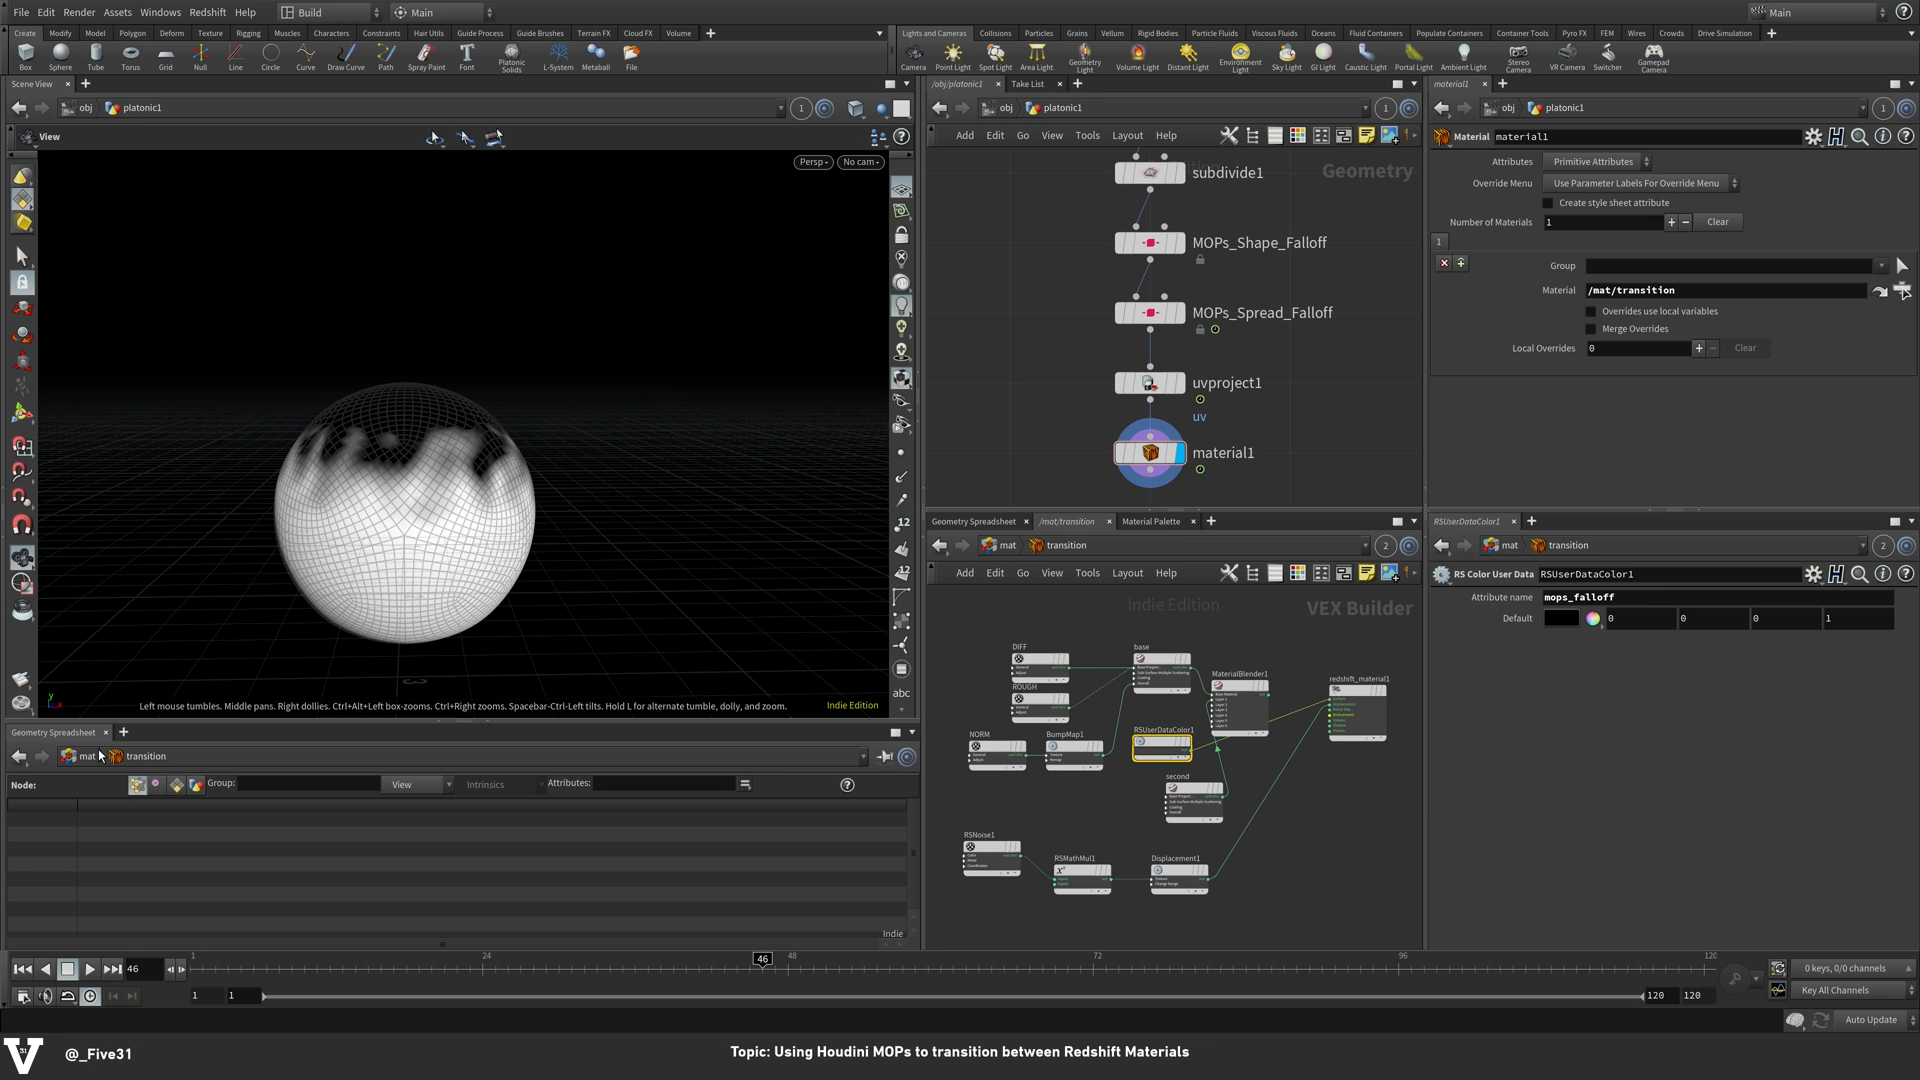 File Edit Render Assets Windows Redshift Help Build Main Main
Create Modify Model Polygon Deform Texture Rigging Muscles Characters Constraints Hair Utils Guide Process Guide Brushes Terrain FX Cloud FX Volume
Lights and Cameras Collisions Particles Grains Vellum Rigid Bodies Particle Fluids Viscous Fluids Oceans Fluid Containers Populate Containers Container Tools Pyro FX FEM Wires Crowds Drive Simulation
Box Sphere Tube Torus Grid Null Line Circle Curve Draw Curve Path Spray Paint Font Platonic Solids L-System Metaball File
Camera Point Light Spot Light Area Light Geometry Light Volume Light Distant Light Environment Light Sky Light GI Light Caustic Light Portal Light Ambient Light Stereo Camera VR Camera Switcher Gamepad Camera
Scene View
obj platonic1 1
View
Persp No cam
Left mouse tumbles. Middle pans. Right dollies. Ctrl+Alt+Left box-zooms. Ctrl+Right zooms. Spacebar-Ctrl-Left tilts. Hold L for alternate tumble, dolly, and zoom.
Indie Edition
12
12
abc
y
/obj/platonic1 Take List
obj platonic1 1
Add Edit Go View Tools Layout Help
Geometry
subdivide1
MOPs_Shape_Falloff
MOPs_Spread_Falloff
uvproject1
uv
material1
material1
obj platonic1 1
Material material1
Attributes Primitive Attributes
Override Menu Use Parameter Labels For Override Menu
Create style sheet attribute
Number of Materials 1 Clear
1
Group
Material /mat/transition
Overrides use local variables
Merge Overrides
Local Overrides 0 Clear
Geometry Spreadsheet /mat/transition Material Palette
mat transition 2
Add Edit Go View Tools Layout Help
Indie Edition
VEX Builder
DIFF
base
ROUGH
MaterialBlender1
redshift_material1
NORM
BumpMap1
RSUserDataColor1
second
RSNoise1
RSMathMul1
Displacement1
RSUserDataColor1
mat transition 2
RS Color User Data RSUserDataColor1
Attribute name mops_falloff
Default 0 0 0 1
Geometry Spreadsheet
mat transition
Node: Group: View Intrinsics Attributes:
Indie
46 1 24 46 48 72 96 120
1 1 120 120
0 keys, 0/0 channels
Key All Channels
Auto Update
@_Five31
Topic: Using Houdini MOPs to transition between Redshift Materials